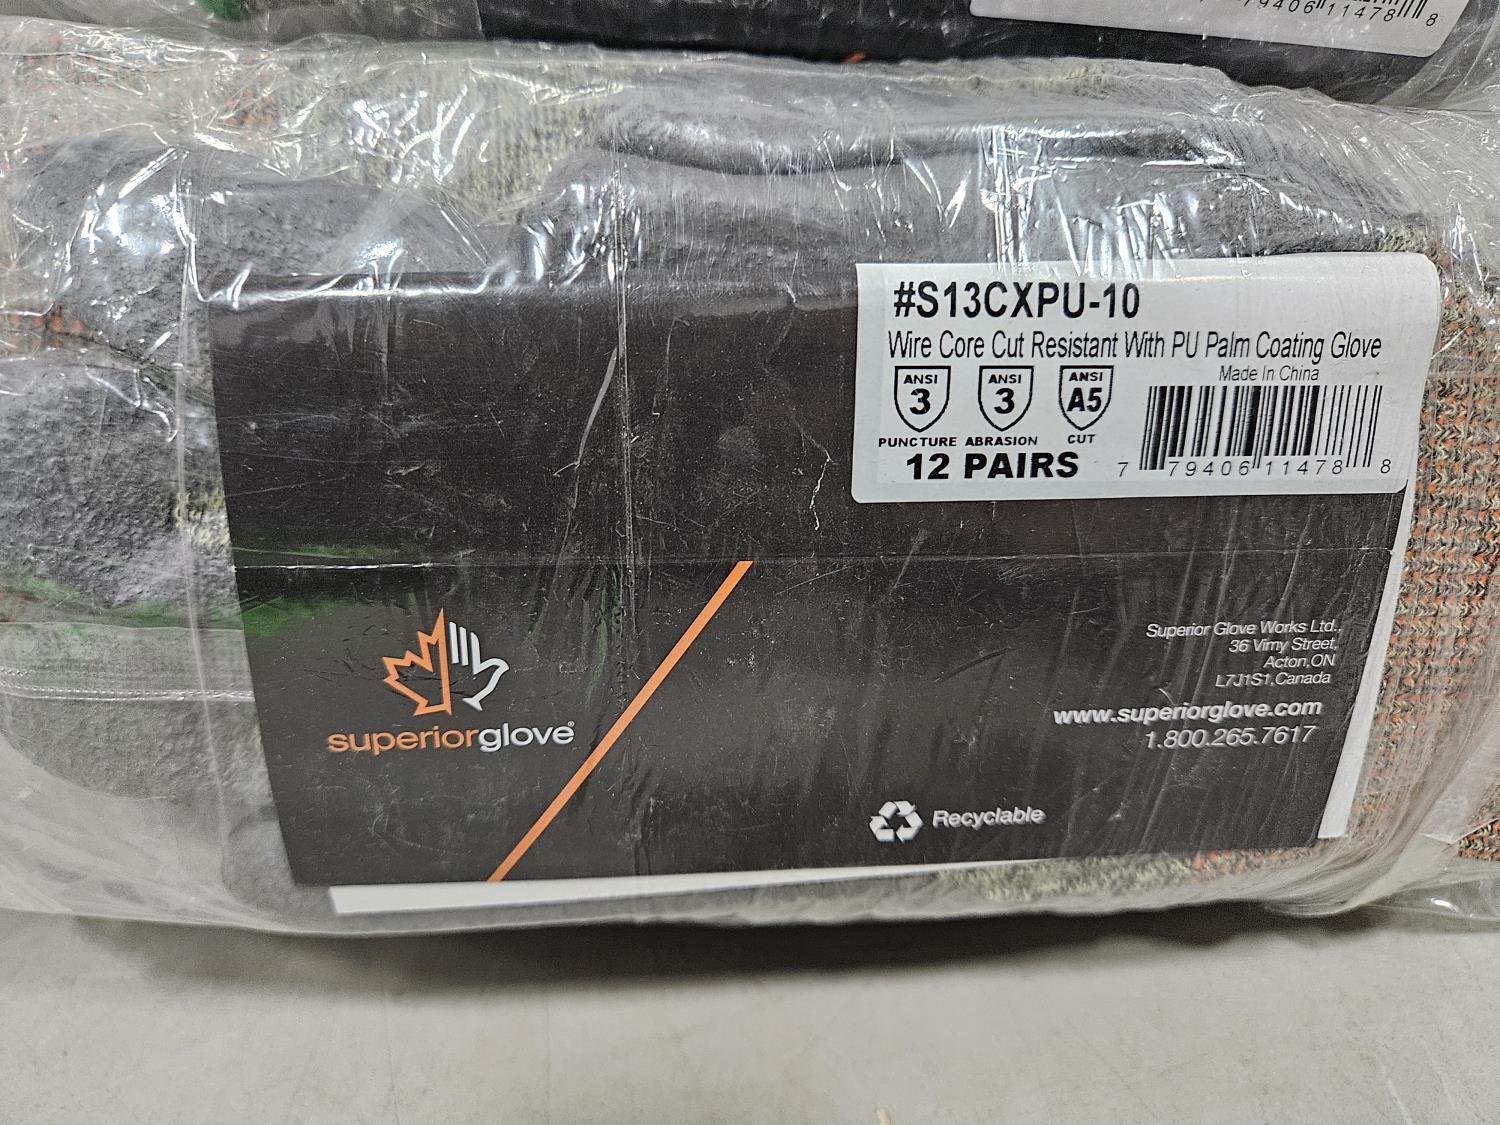 79406 11478 8
#S13CXPU-10
Wire Core Cut Resistant With PU Palm Coating Glove
Made In China
ANSI 3 ANSI 3 ANSI A5
PUNCTURE ABRASION CUT
12 PAIRS
7 79406 11478 8
superiorglove®
Superior Glove Works Ltd.,
36 Vimy Street,
Acton,ON
L7J1S1,Canada
www.superiorglove.com
1.800.265.7617
Recyclable